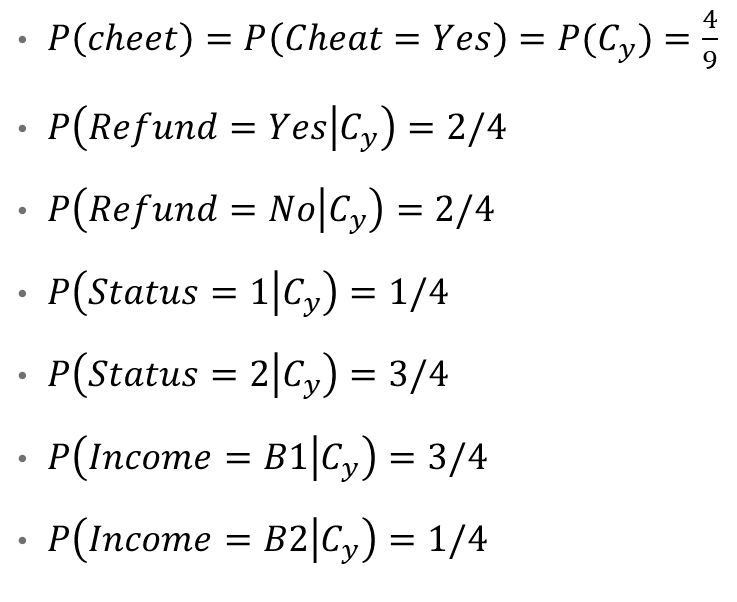 • P(cheet) = P(Cheat = Yes) = P(C_y) = 4/9
• P(Refund = Yes|C_y) = 2/4
• P(Refund = No|C_y) = 2/4
• P(Status = 1|C_y) = 1/4
• P(Status = 2|C_y) = 3/4
• P(Income = B1|C_y) = 3/4
• P(Income = B2|C_y) = 1/4